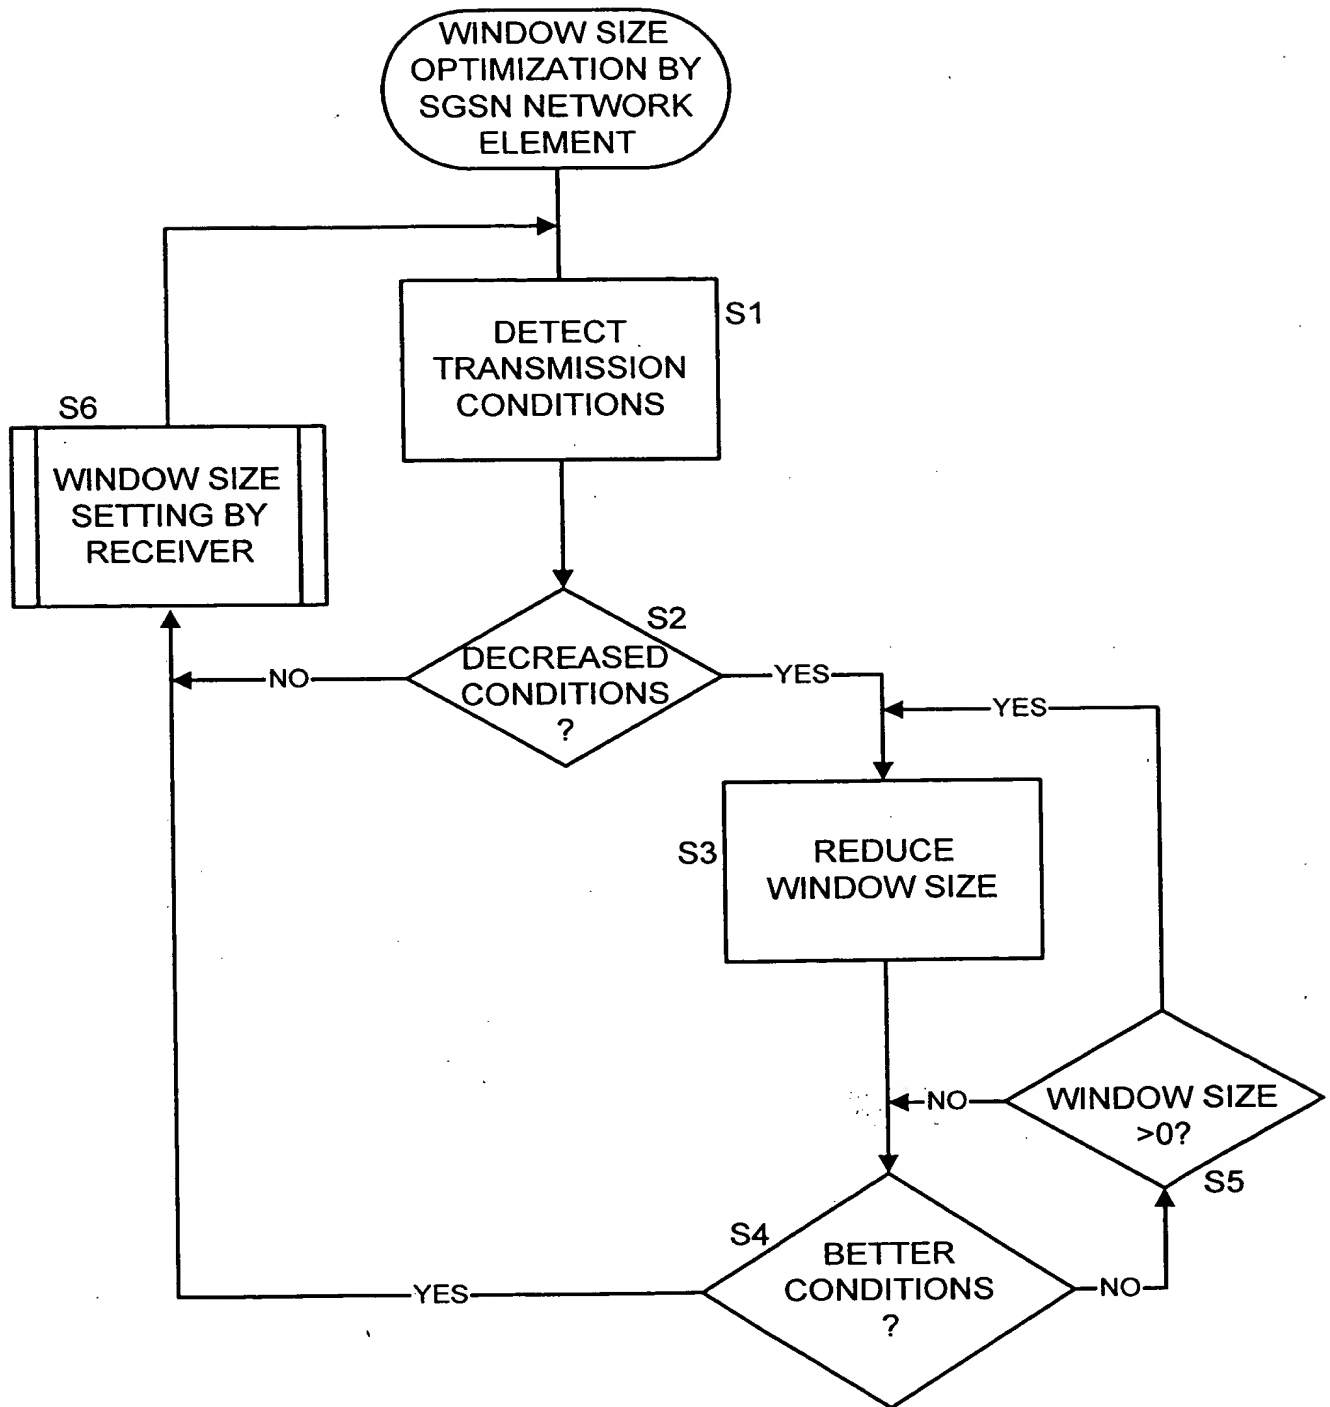 WINDOW SIZE
OPTIMIZATION BY
SGSN NETWORK
ELEMENT
S1
DETECT
TRANSMISSION
CONDITIONS
S6
WINDOW SIZE
SETTING BY
RECEIVER
S2
DECREASED
CONDITIONS
?
NO
YES
YES
S3
REDUCE
WINDOW SIZE
NO
WINDOW SIZE
>0?
S5
S4
BETTER
CONDITIONS
?
YES
NO